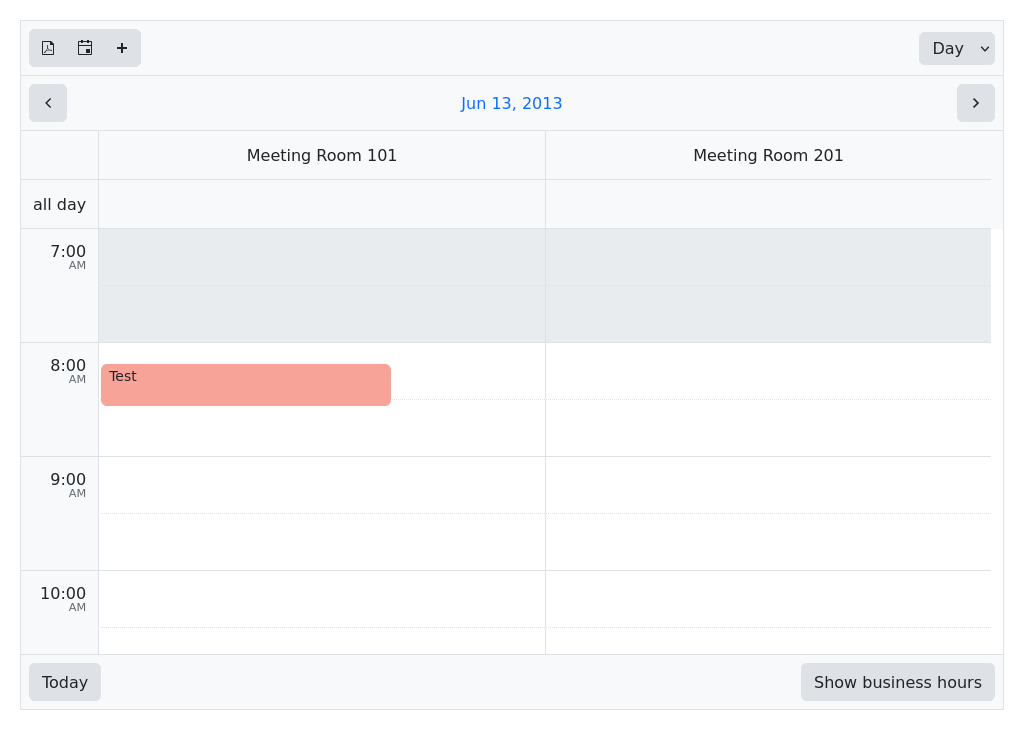 Day
Jun 13, 2013
Meeting Room 101 Meeting Room 201
all day
7:00
AM
8:00
AM
Test
9:00
AM
10:00
AM
Today Show business hours